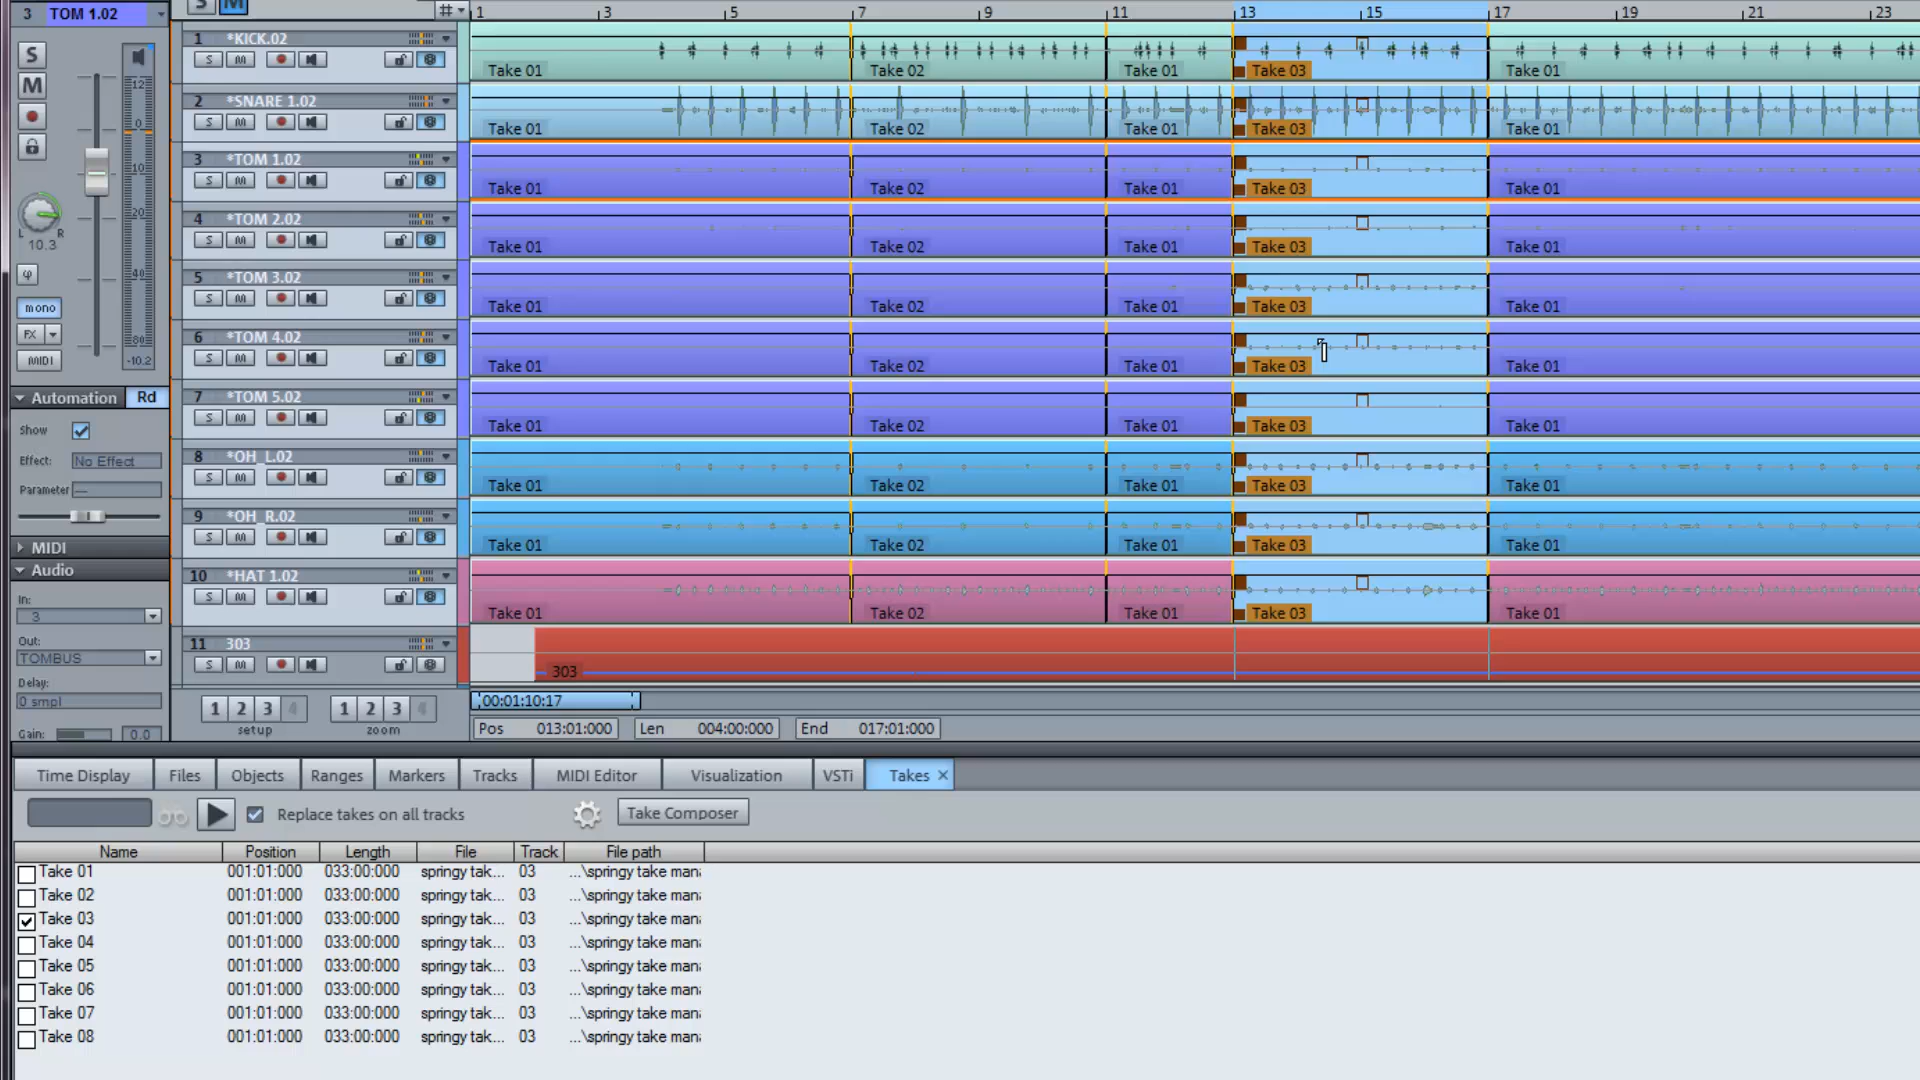 3 TOM 1.02
S M
S
M
12
0
10
20
40
80
L R
10.3
φ
mono
FX
MIDI
-10.2
Automation Rd
Show
Effect: No Effect
Parameter —
MIDI
Audio
In:
3
Out:
TOMBUS
Delay:
0 smpl
Gain: 0.0
# 1 3 5 7 9 11 13 15 17 19 21 23
1 *KICK.02
S M
Take 01 Take 02 Take 01 Take 03 Take 01
2 *SNARE 1.02
S M
Take 01 Take 02 Take 01 Take 03 Take 01
3 *TOM 1.02
S M
Take 01 Take 02 Take 01 Take 03 Take 01
4 *TOM 2.02
S M
Take 01 Take 02 Take 01 Take 03 Take 01
5 *TOM 3.02
S M
Take 01 Take 02 Take 01 Take 03 Take 01
6 *TOM 4.02
S M
Take 01 Take 02 Take 01 Take 03 Take 01
7 *TOM 5.02
S M
Take 01 Take 02 Take 01 Take 03 Take 01
8 *OH_L.02
S M
Take 01 Take 02 Take 01 Take 03 Take 01
9 *OH_R.02
S M
Take 01 Take 02 Take 01 Take 03 Take 01
10 *HAT 1.02
S M
Take 01 Take 02 Take 01 Take 03 Take 01
11 303
S M
303
1 2 3 4 1 2 3 4
setup zoom
00:01:10:17
Pos 013:01:000 Len 004:00:000 End 017:01:000
Time Display Files Objects Ranges Markers Tracks MIDI Editor Visualization VSTi Takes ×
Replace takes on all tracks Take Composer
Name Position Length File Track File path
Take 01 001:01:000 033:00:000 springy tak... 03 ...\springy take mana
Take 02 001:01:000 033:00:000 springy tak... 03 ...\springy take mana
Take 03 001:01:000 033:00:000 springy tak... 03 ...\springy take mana
Take 04 001:01:000 033:00:000 springy tak... 03 ...\springy take mana
Take 05 001:01:000 033:00:000 springy tak... 03 ...\springy take mana
Take 06 001:01:000 033:00:000 springy tak... 03 ...\springy take mana
Take 07 001:01:000 033:00:000 springy tak... 03 ...\springy take mana
Take 08 001:01:000 033:00:000 springy tak... 03 ...\springy take mana